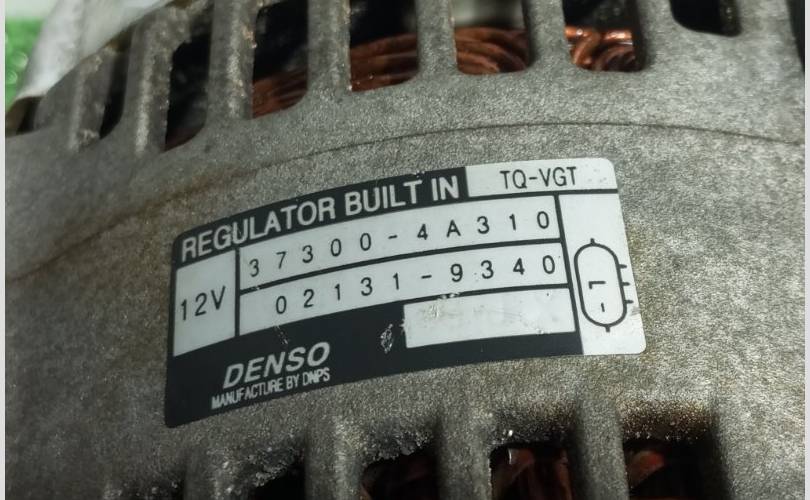 REGULATOR BUILT IN TQ-VGT
12V
37300-4A310
02131-9340
L
DENSO
MANUFACTURE BY DNPS